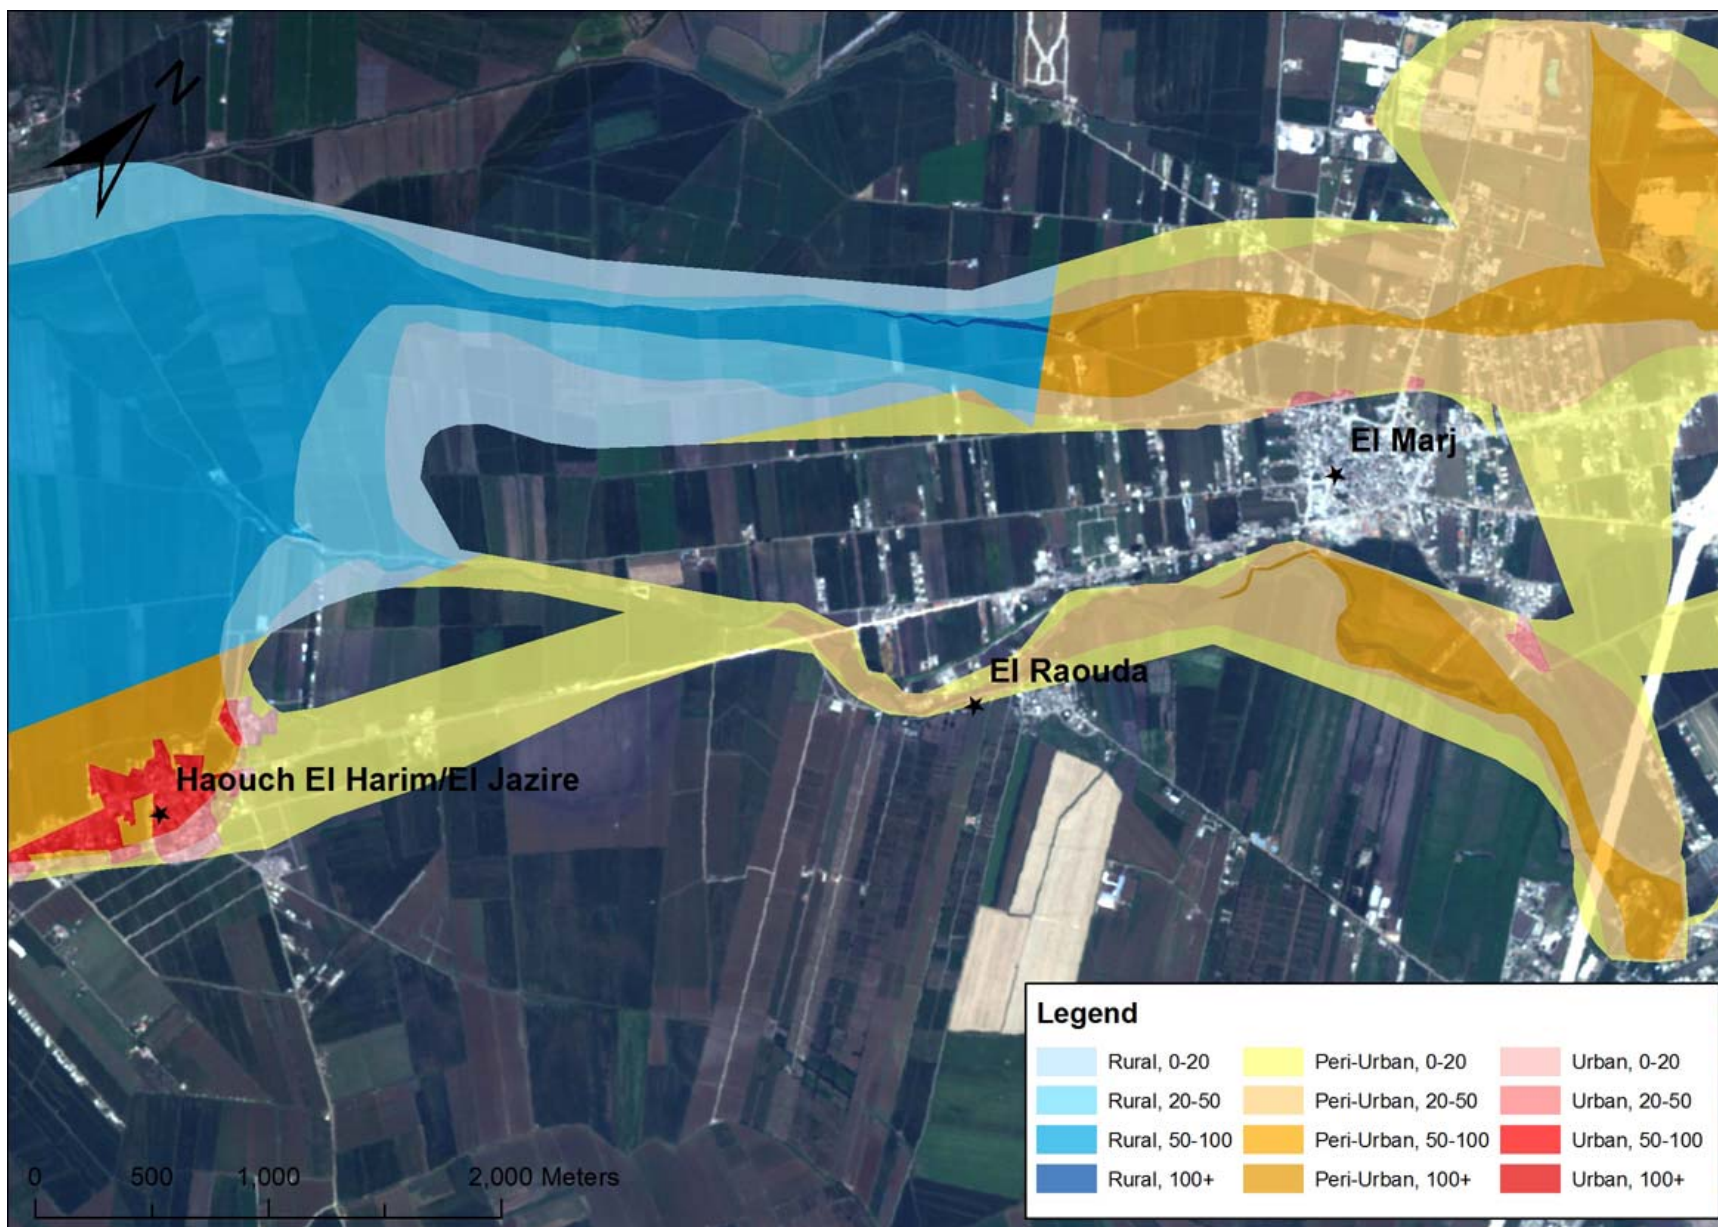 N
El Marj
El Raouda
Haouch El Harim/El Jazire
Legend
Rural, 0-20
Peri-Urban, 0-20
Urban, 0-20
Rural, 20-50
Peri-Urban, 20-50
Urban, 20-50
Rural, 50-100
Peri-Urban, 50-100
Urban, 50-100
Rural, 100+
Peri-Urban, 100+
Urban, 100+
0 500 1,000 2,000 Meters